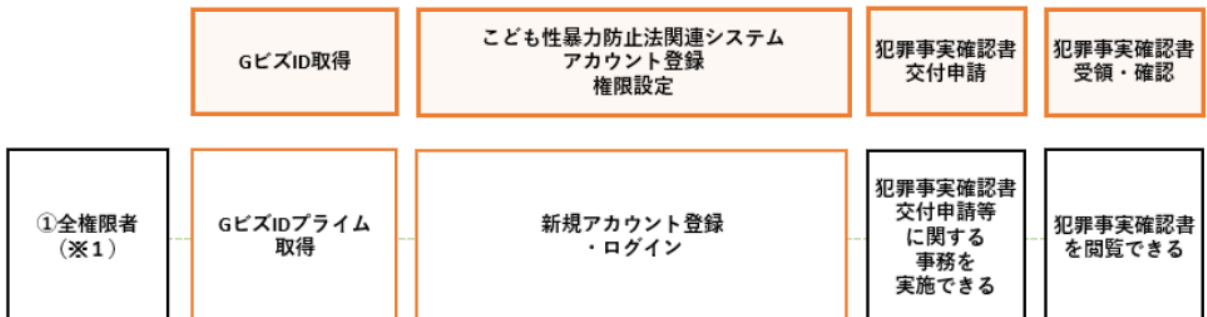 GビズID取得
こども性暴力防止法関連システム
アカウント登録
権限設定
犯罪事実確認書
交付申請
犯罪事実確認書
受領・確認
①全権限者
（※１）
GビズIDプライム
取得
新規アカウント登録
・ログイン
犯罪事実確認書
交付申請等
に関する
事務を
実施できる
犯罪事実確認書
を閲覧できる